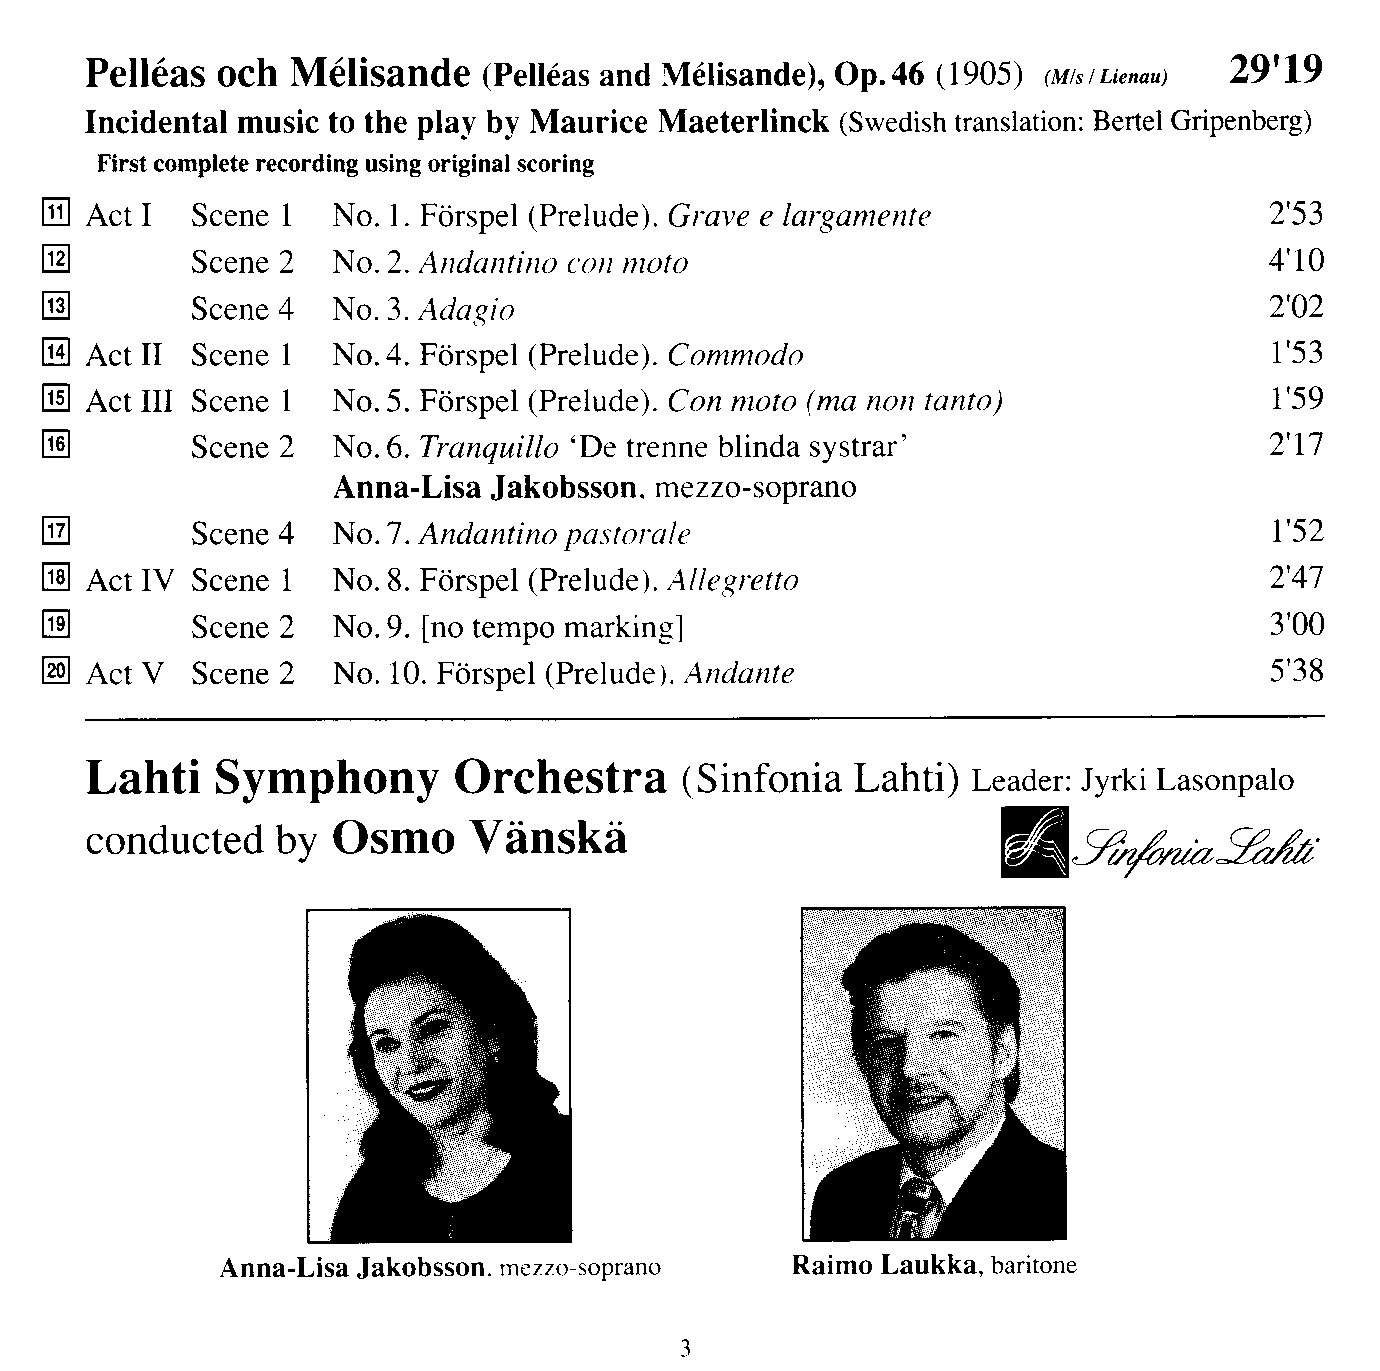 Pelléas och Mélisande (Pelléas and Mélisande), Op. 46 (1905) (M/s / Lienau) 29'19
Incidental music to the play by Maurice Maeterlinck (Swedish translation: Bertel Gripenberg)
First complete recording using original scoring
11 Act I Scene 1 No. 1. Förspel (Prelude). Grave e largamente 2'53
12 Scene 2 No. 2. Andantino con moto 4'10
13 Scene 4 No. 3. Adagio 2'02
14 Act II Scene 1 No. 4. Förspel (Prelude). Commodo 1'53
15 Act III Scene 1 No. 5. Förspel (Prelude). Con moto (ma non tanto) 1'59
16 Scene 2 No. 6. Tranquillo ‘De trenne blinda systrar’ 2'17
Anna-Lisa Jakobsson, mezzo-soprano
17 Scene 4 No. 7. Andantino pastorale 1'52
18 Act IV Scene 1 No. 8. Förspel (Prelude). Allegretto 2'47
19 Scene 2 No. 9. [no tempo marking] 3'00
20 Act V Scene 2 No. 10. Förspel (Prelude). Andante 5'38
Lahti Symphony Orchestra (Sinfonia Lahti) Leader: Jyrki Lasonpalo
conducted by Osmo Vänskä
Sinfonia Lahti
Anna-Lisa Jakobsson, mezzo-soprano
Raimo Laukka, baritone
3